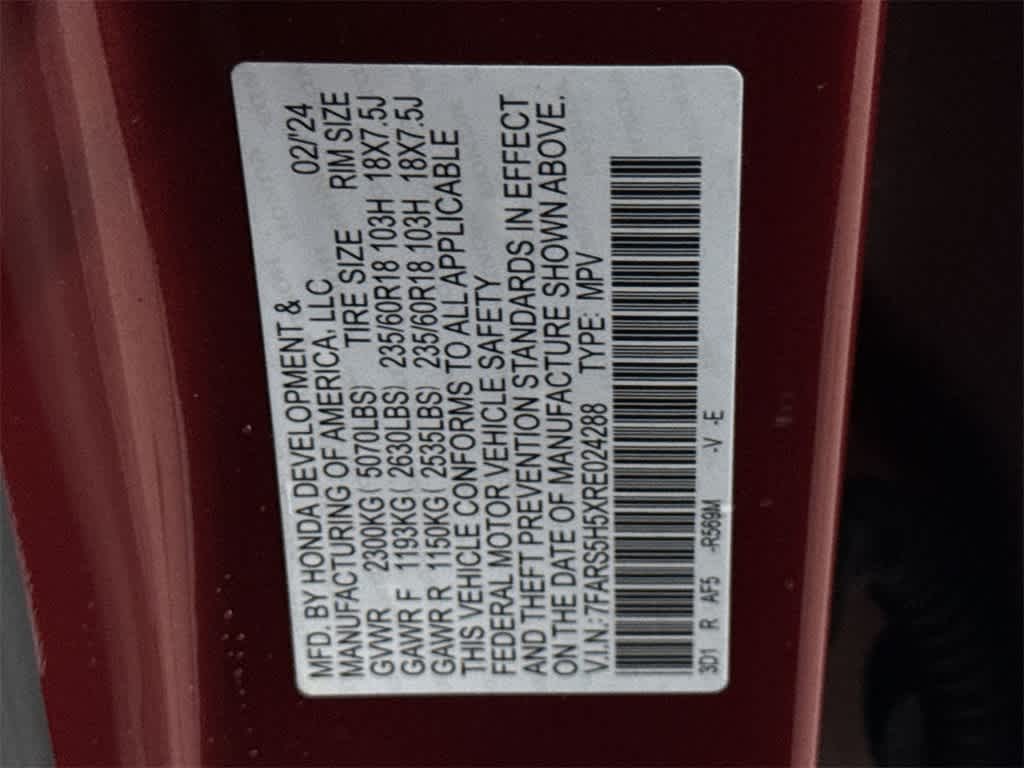 MFD. BY HONDA DEVELOPMENT & 02/'24
MANUFACTURING OF AMERICA, LLC
TIRE SIZE RIM SIZE
GVWR 2300KG( 5070LBS)
GAWR F 1193KG( 2630LBS) 235/60R18 103H 18X7.5J
GAWR R 1150KG( 2535LBS) 235/60R18 103H 18X7.5J
THIS VEHICLE CONFORMS TO ALL APPLICABLE
FEDERAL MOTOR VEHICLE SAFETY
AND THEFT PREVENTION STANDARDS IN EFFECT
ON THE DATE OF MANUFACTURE SHOWN ABOVE.
V.I.N.:7FARS5H5XRE024288 TYPE: MPV
3D1 R AF5 -R569M -V -E